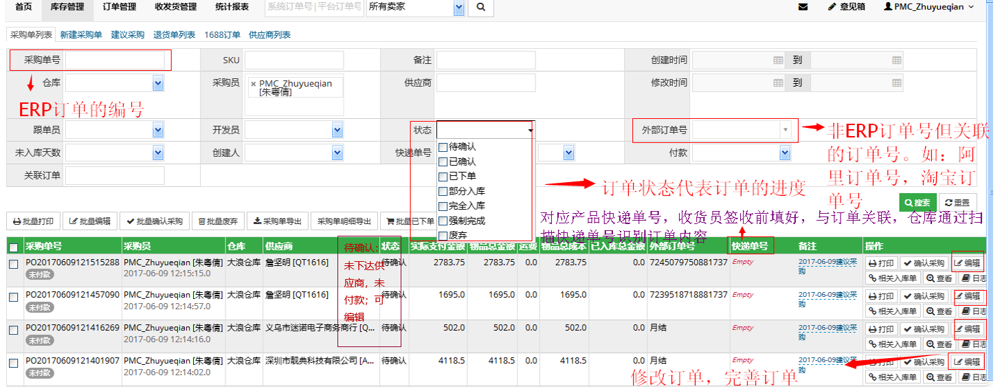 首页 库存管理 订单管理 收发货管理 统计报表 系统订单号|平台订单号 所有卖家 意见箱 PMC_Zhuyueqian
采购单列表 新建采购单 建议采购 退货单列表 1688订单 供应商列表
采购单号 SKU 备注 创建时间 到
仓库 采购员 × PMC_Zhuyueqian [朱粤倩] 供应商 修改时间 到
ERP订单的编号
跟单员 开发员 状态 外部订单号
未入库天数 创建人 快递单号 付款
关联订单
待确认
已确认
已下单
部分入库
完全入库
强制完成
废弃
非ERP订单号但关联
的订单号。如：阿
里订单号，淘宝订
单号
订单状态代表订单的进度
搜索 重置
批量打印 批量编辑 批量确认采购 批量废弃 采购单导出 采购单明细导出 批量已下单
对应产品快递单号，收货员签收前填好，与订单关联，仓库通过扫
描快递单号识别订单内容
采购单号 采购员 仓库 供应商 状态 实际支付金额 物品总金额 运费 物品总成本 已入库总金额 外部订单号 快递单号 备注 操作
待确认：
未下达供
应商，未
付款；可
编辑
PO20170609121515288 PMC_Zhuyueqian [朱粤倩] 大浪仓库 詹坚明 [QT1616] 待确认 2783.75 2783.75 0.0 2783.75 0.0 7245079750881737 Empty 2017-06-09建议采购 打印 确认采购 编辑
未付款 2017-06-09 12:15:15.0 相关入库单 查看 日志
PO20170609121457090 PMC_Zhuyueqian [朱粤倩] 大浪仓库 詹坚明 [QT1616] 待确认 1695.0 1695.0 0.0 1695.0 0.0 7239518718881737 Empty 2017-06-09建议采购 打印 确认采购 编辑
未付款 2017-06-09 12:14:57.0 相关入库单 查看 日志
PO20170609121416269 PMC_Zhuyueqian [朱粤倩] 大浪仓库 义乌市迷诺电子商务商行 [Q... 待确认 502.0 502.0 0.0 502.0 0.0 月结 Empty 2017-06-09建议采购 打印 确认采购 编辑
未付款 2017-06-09 12:14:16.0 相关入库单 查看 日志
PO20170609121401907 PMC_Zhuyueqian [朱粤倩] 大浪仓库 深圳市靓典科技有限公司 [A... 待确认 4118.5 4118.5 0.0 4118.5 0.0 月结 Empty 2017-06-09建议采购 打印 确认采购 编辑
未付款 2017-06-09 12:14:02.0 相关入库单 查看 日志
修改订单，完善订单